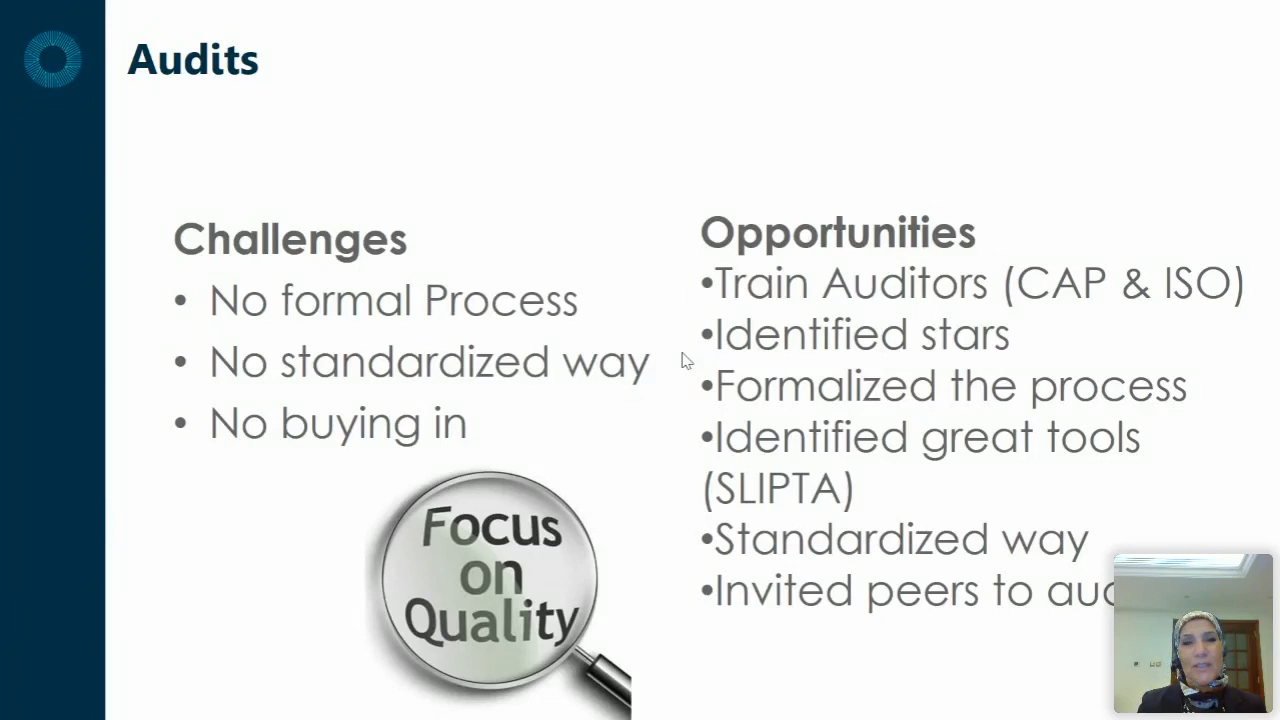 Audits
Challenges
• No formal Process
• No standardized way
• No buying in
Focus
on
Quality
Opportunities
•Train Auditors (CAP & ISO)
•Identified stars
•Formalized the process
•Identified great tools
(SLIPTA)
•Standardized way
•Invited peers to